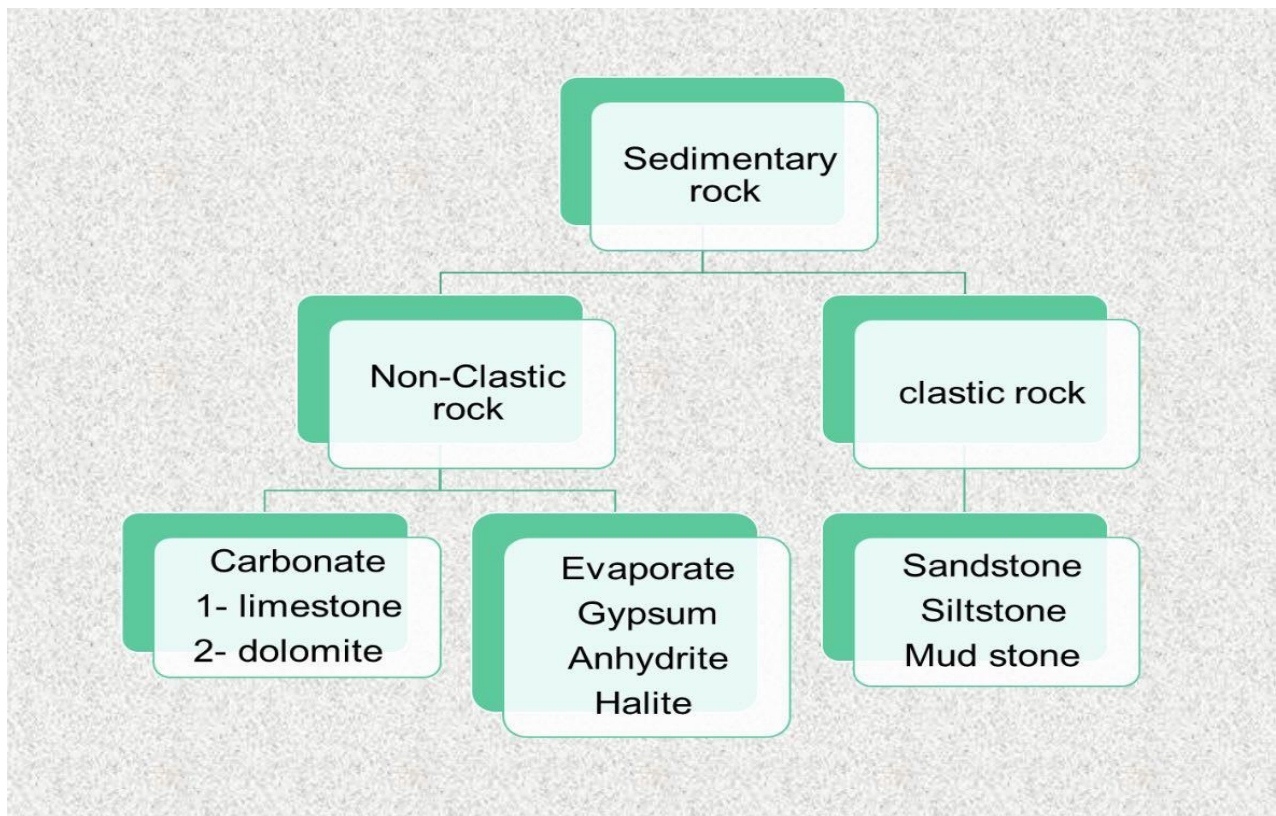 Sedimentary
rock
Non-Clastic
rock
clastic rock
Carbonate
1- limestone
2- dolomite
Evaporate
Gypsum
Anhydrite
Halite
Sandstone
Siltstone
Mud stone